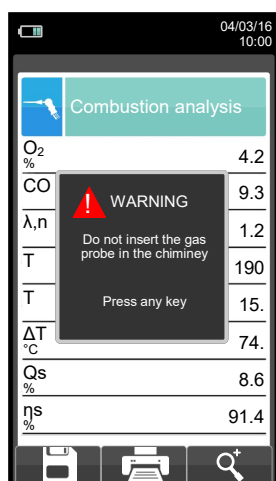 04/03/16
10:00
Combustion analysis
O2
%
4.2
CO
9.3
λ,n
1.2
T
190
T
15.
ΔT
°C
74.
Qs
%
8.6
ηs
%
91.4
WARNING
Do not insert the gas
probe in the chiminey
Press any key